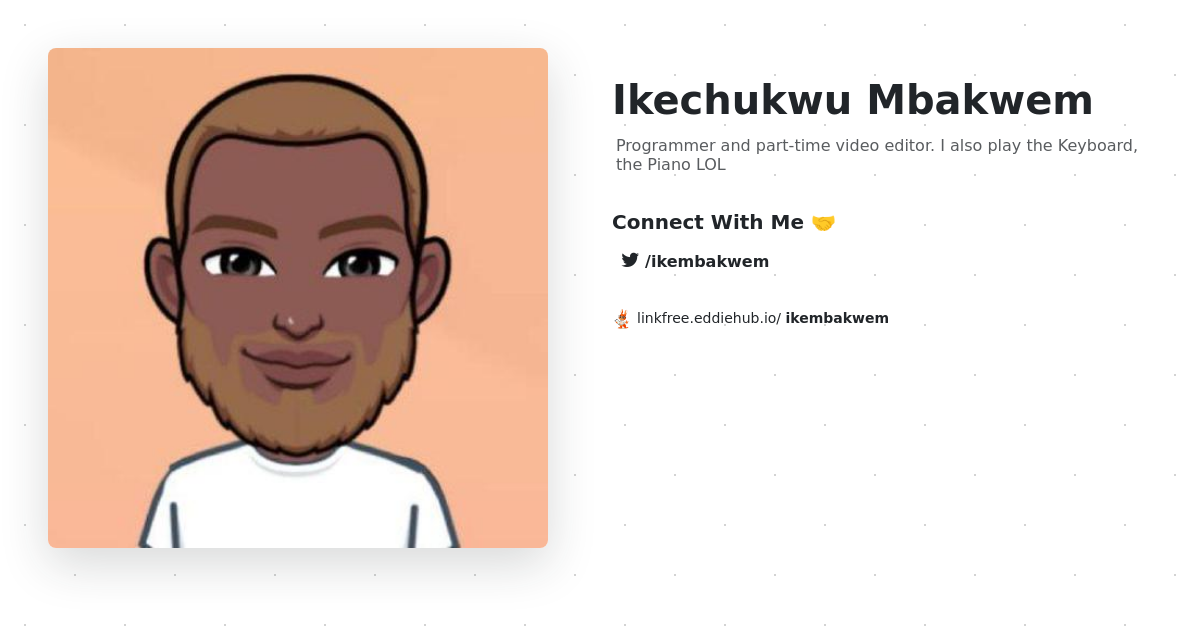 Ikechukwu Mbakwem
Programmer and part-time video editor. I also play the Keyboard,
the Piano LOL
Connect With Me 🤝
/ikembakwem
linkfree.eddiehub.io/ ikembakwem